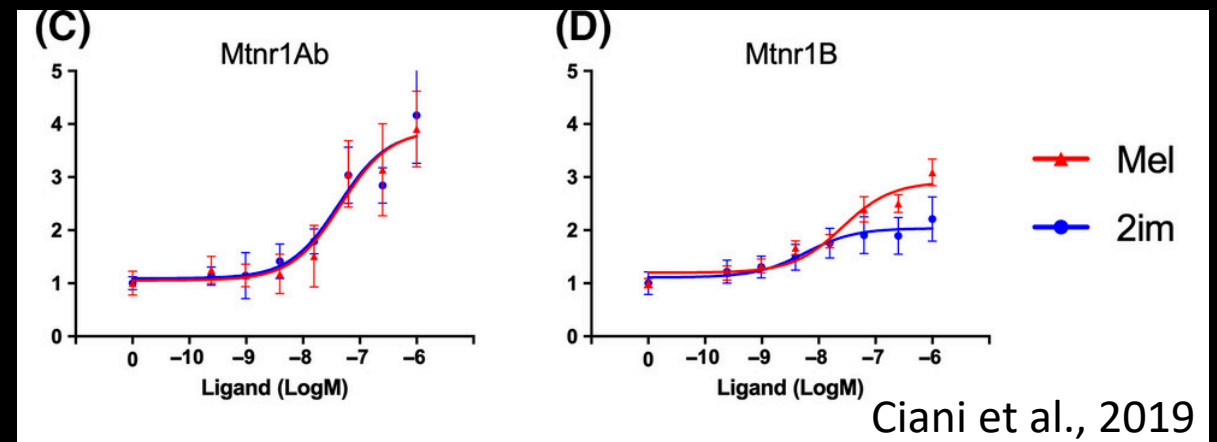 (C)
Mtnr1Ab
5
4
3
2
1
0
0 –10 –9 –8 –7 –6
Ligand (LogM)
(D)
Mtnr1B
5
4
3
2
1
0
0 –10 –9 –8 –7 –6
Ligand (LogM)
Mel
2im
Ciani et al., 2019